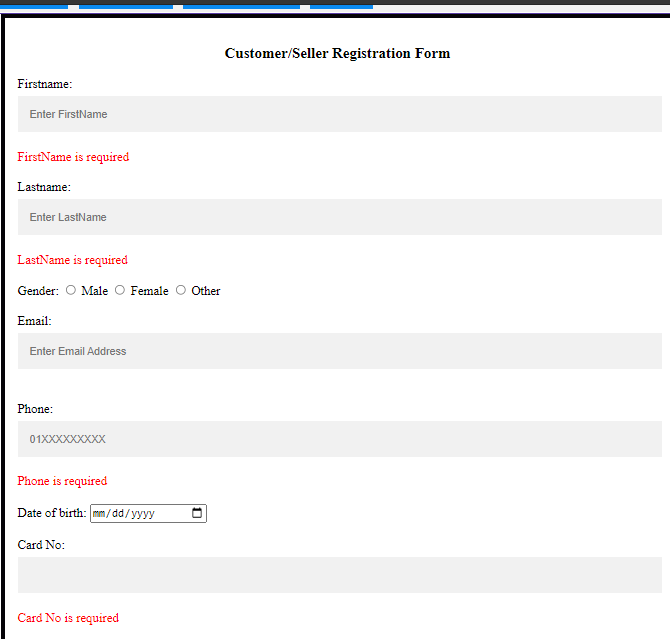 Customer/Seller Registration Form
Firstname:
Enter FirstName
FirstName is required
Lastname:
Enter LastName
LastName is required
Gender: Male Female Other
Email:
Enter Email Address
Phone:
01XXXXXXXXX
Phone is required
Date of birth: mm/dd/yyyy
Card No:
Card No is required